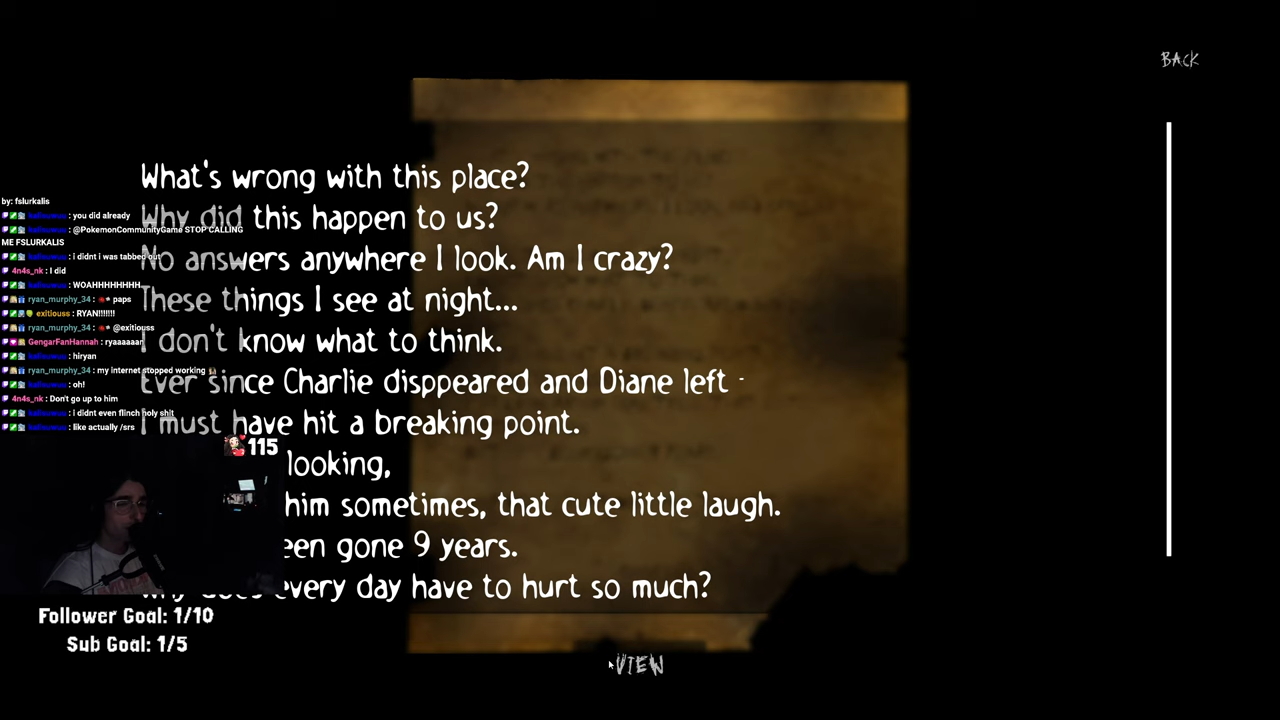 BACK
What's wrong with this place?
Why did this happen to us?
No answers anywhere I look. Am I crazy?
These things I see at night...
I don't know what to think.
Ever since Charlie disppeared and Diane left -
I must have hit a breaking point.
looking,
him sometimes, that cute little laugh.
een gone 9 years.
every day have to hurt so much?
VIEW
by: fslurkalis
: you did already
: @PokemonCommunityGame STOP CALLING
ME FSLURKALIS
: i didnt i was tabbed out
4n4s_nk : I did
: WOAHHHHHHHH
ryan_murphy_34 : paps
exitiouss : RYAN!!!!!!!
ryan_murphy_34 : @exitiouss
GengarFanHannah : ryaaaaaan
: hiryan
ryan_murphy_34 : my internet stopped working
: oh!
4n4s_nk : Don't go up to him
: i didnt even flinch holy shit
: like actually /srs
115
Follower Goal: 1/10
Sub Goal: 1/5